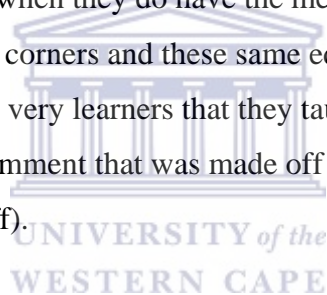 when they do have the me
corners and these same ed
very learners that they tau
mment that was made off
f).
UNIVERSITY of the
WESTERN CAPE